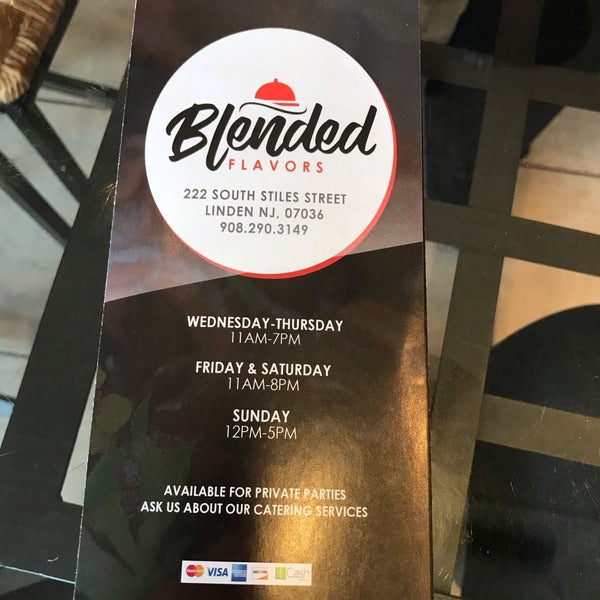 Blended
FLAVORS
222 SOUTH STILES STREET
LINDEN NJ, 07036
908.290.3149
WEDNESDAY-THURSDAY
11AM-7PM
FRIDAY & SATURDAY
11AM-8PM
SUNDAY
12PM-5PM
AVAILABLE FOR PRIVATE PARTIES
ASK US ABOUT OUR CATERING SERVICES
VISA
Cash